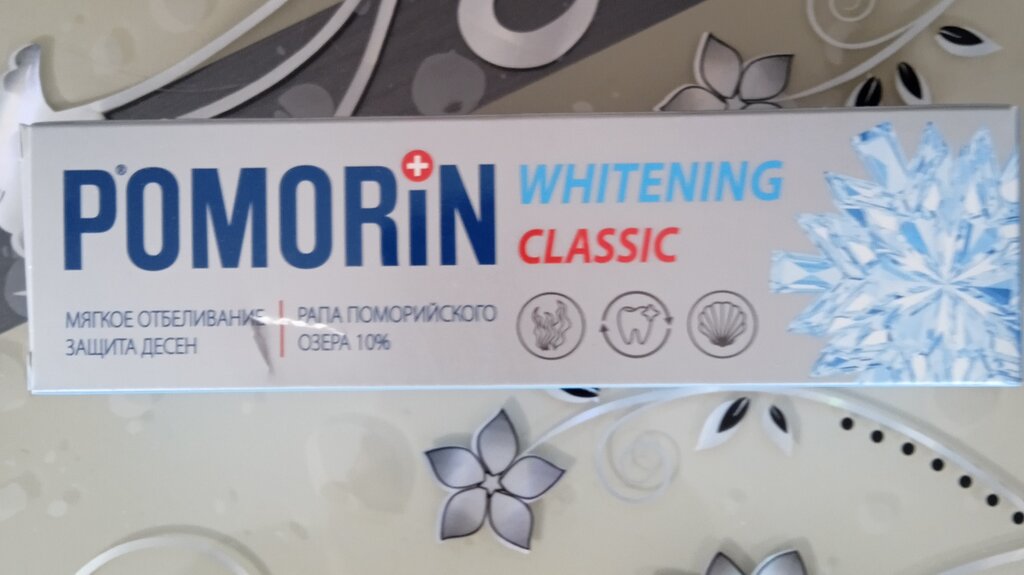 POMORiN®
WHITENING
CLASSIC
МЯГКОЕ ОТБЕЛИВАНИЕ
ЗАЩИТА ДЕСЕН
РАПА ПОМОРИЙСКОГО
ОЗЕРА 10%